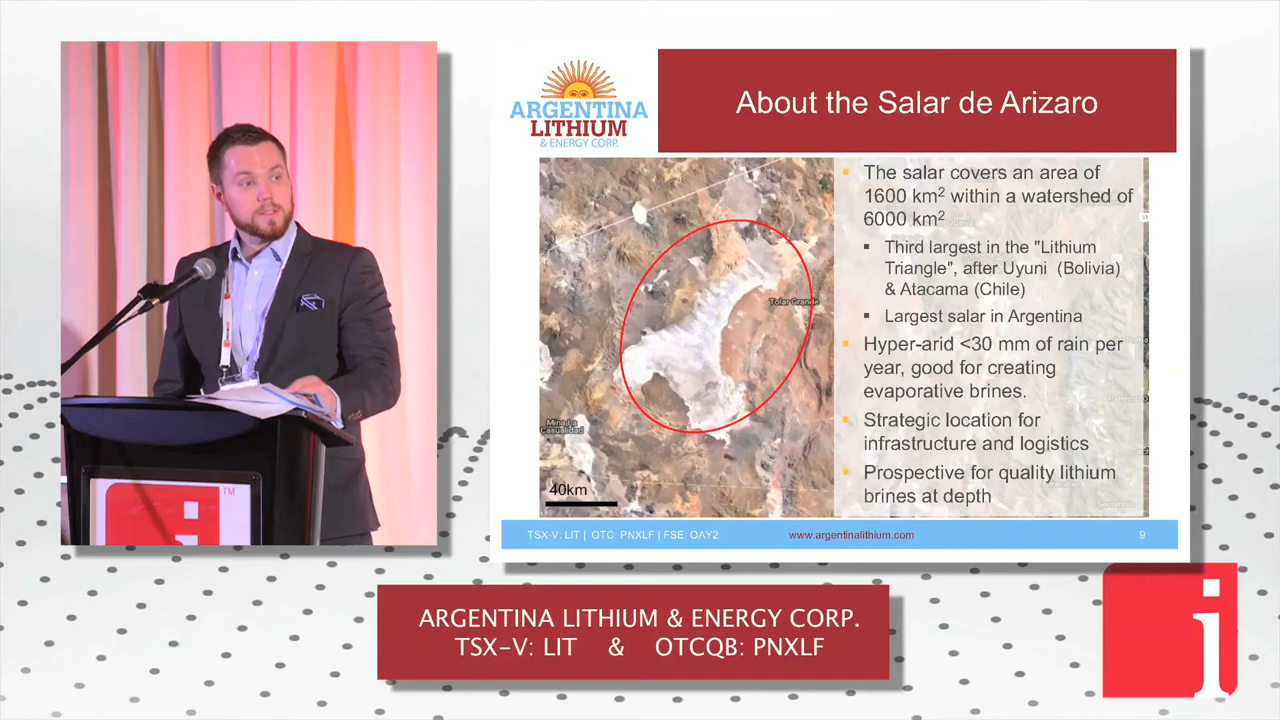 ARGENTINA
LITHIUM
& ENERGY CORP.
About the Salar de Arizaro
The salar covers an area of
1600 km² within a watershed of
6000 km²
Third largest in the "Lithium
Triangle", after Uyuni (Bolivia)
& Atacama (Chile)
Largest salar in Argentina
Hyper-arid <30 mm of rain per
year, good for creating
evaporative brines.
Strategic location for
infrastructure and logistics
Prospective for quality lithium
brines at depth
Tolar Grande
Mina La
Casualidad
40km
TSX-V: LIT | OTC: PNXLF | FSE: OAY2
www.argentinalithium.com
9
i
TM
ARGENTINA LITHIUM & ENERGY CORP.
TSX-V: LIT & OTCQB: PNXLF
i